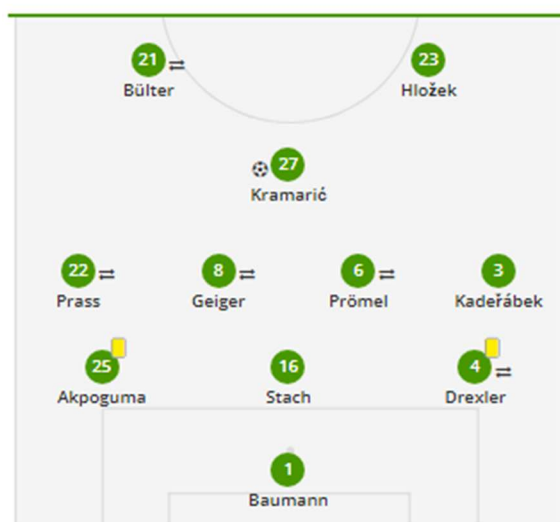 21 23
Bülter Hložek
27
Kramarić
22 8 6 3
Prass Geiger Prömel Kadeřábek
25 16 4
Akpoguma Stach Drexler
1
Baumann